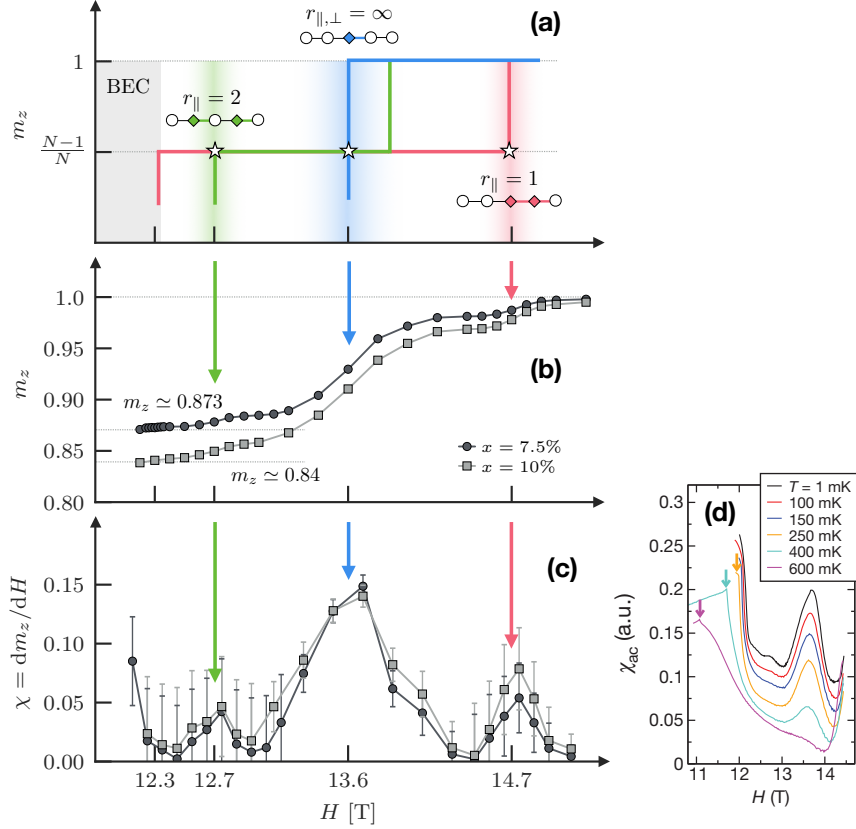 (a)
r∥,⊥ = ∞
1
BEC
r∥ = 2
m_z
N−1
N
r∥ = 1
(b)
1.0
0.95
m_z
0.90
0.85
0.80
m_z ≃ 0.873
m_z ≃ 0.84
x = 7.5%
x = 10%
(c)
χ = dm_z/dH
0.15
0.10
0.05
0.00
12.3
12.7
13.6
14.7
H [T]
(d)
T = 1 mK
100 mK
150 mK
250 mK
400 mK
600 mK
χ_ac (a.u.)
0.3
0.25
0.2
0.15
0.1
0.05
0
11
12
13
14
H (T)